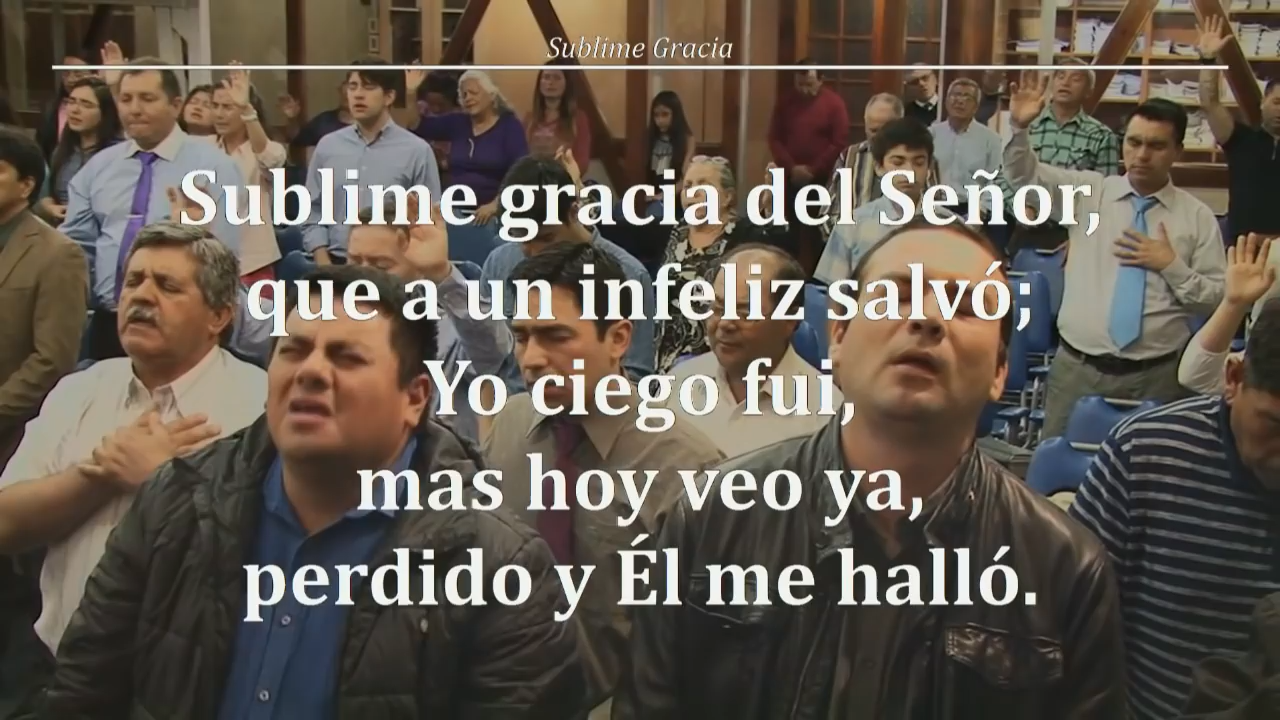 Sublime Gracia
Sublime gracia del Señor,
que a un infeliz salvó;
Yo ciego fui,
mas hoy veo ya,
perdido y Él me halló.